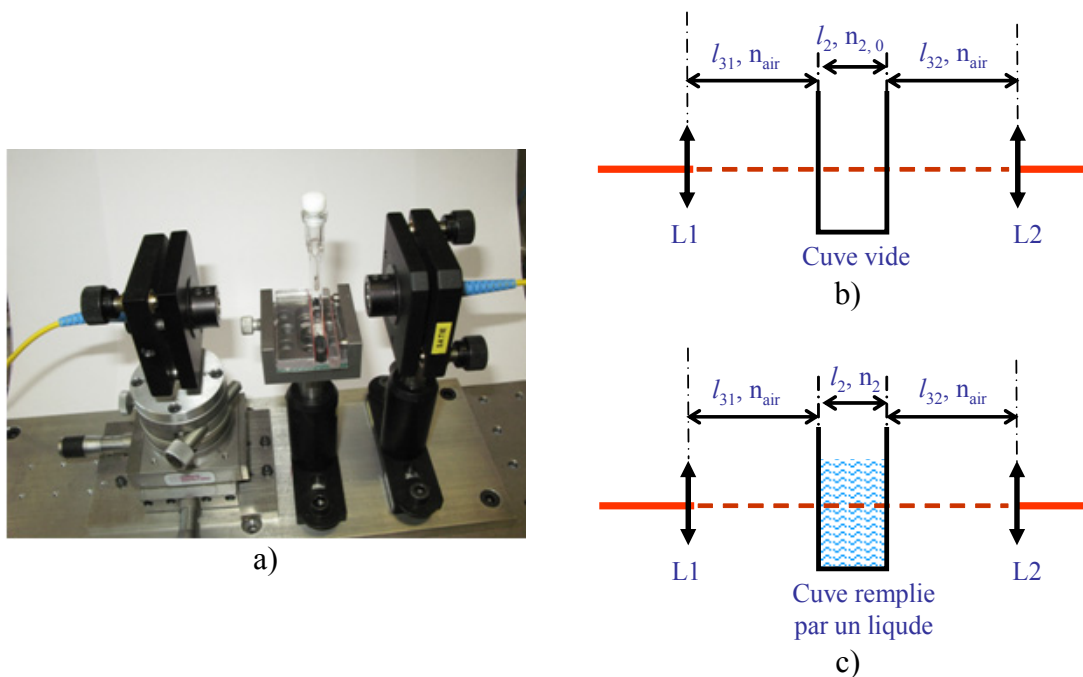 a)
l₃₁, nair
l₂, n₂, ₀
l₃₂, nair
L1
L2
Cuve vide
b)
l₃₁, nair
l₂, n₂
l₃₂, nair
L1
L2
Cuve remplie
par un liqude
c)